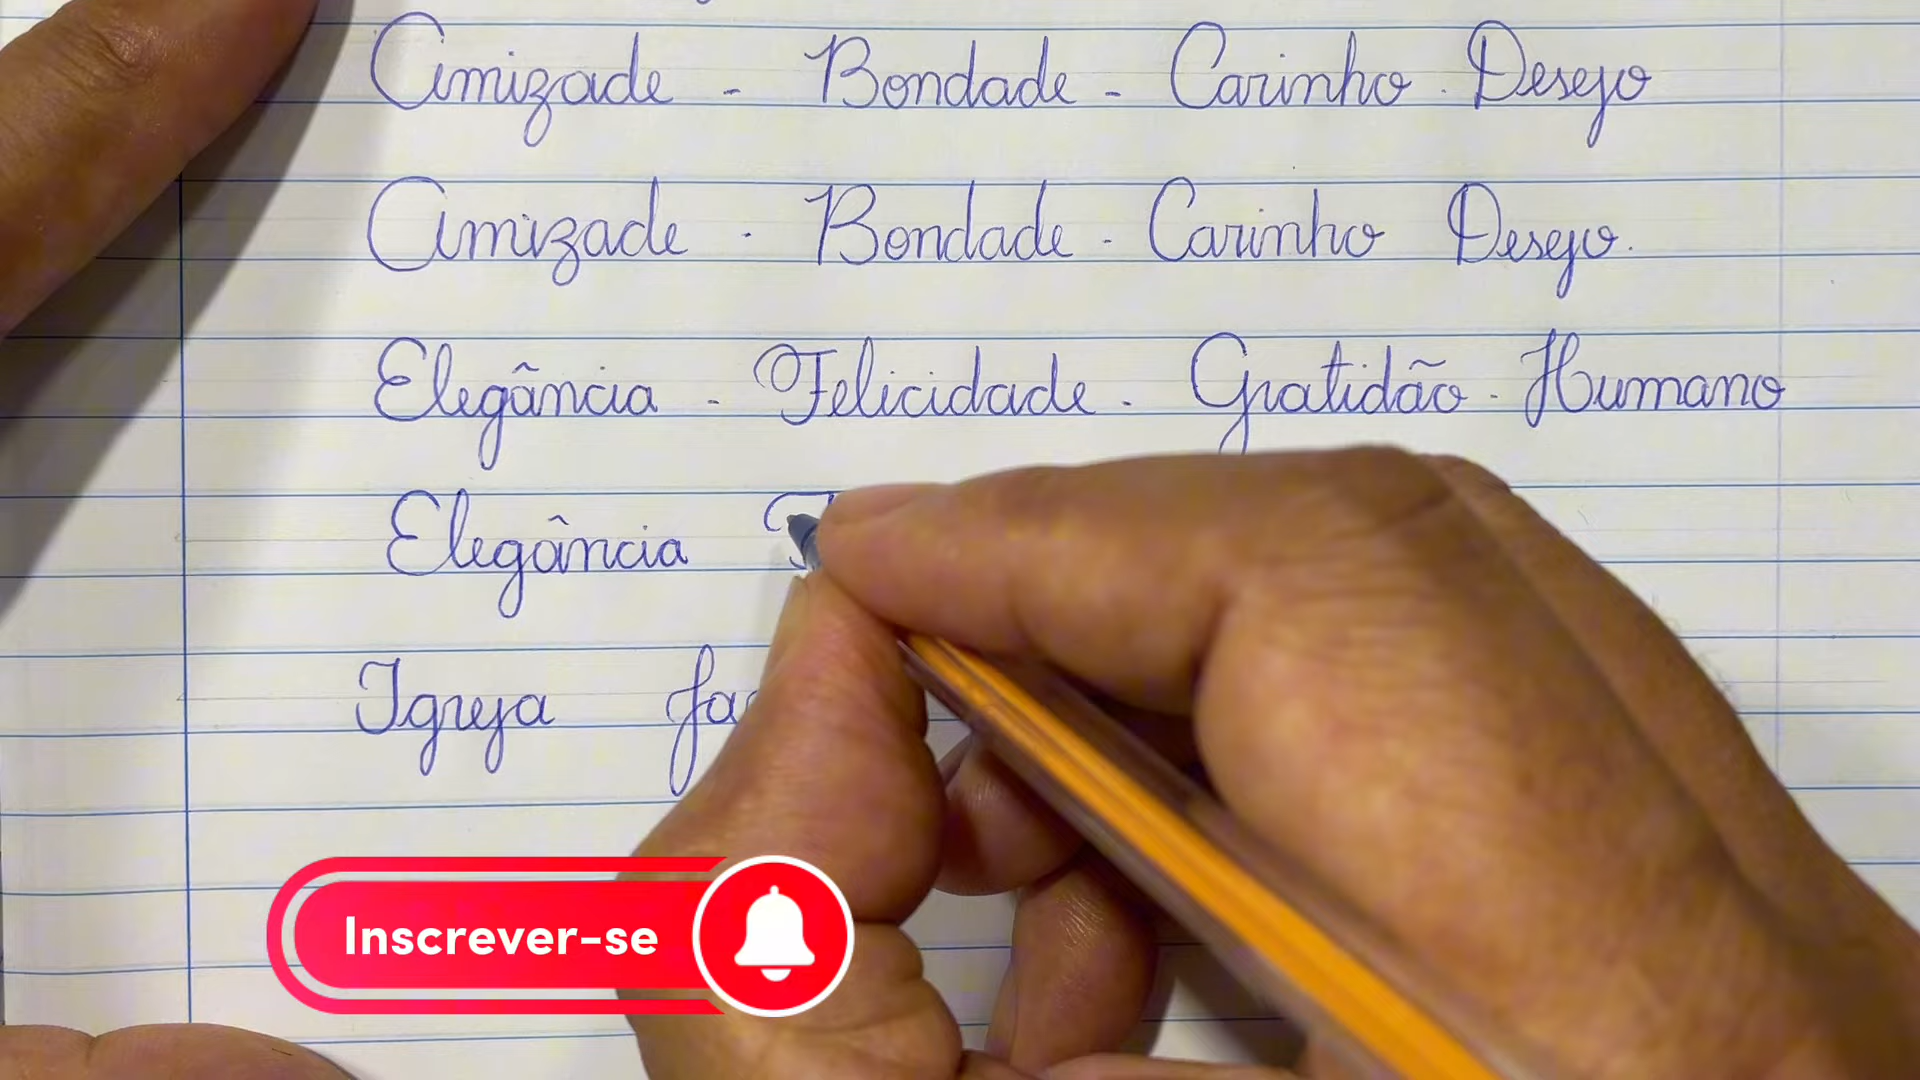 Amizade - Bondade - Carinho . Desejo
Amizade . Bondade - Carinho Desejo.
Elegância - Felicidade - Gratidão - Humano
Elegância
Igreja
Inscrever-se